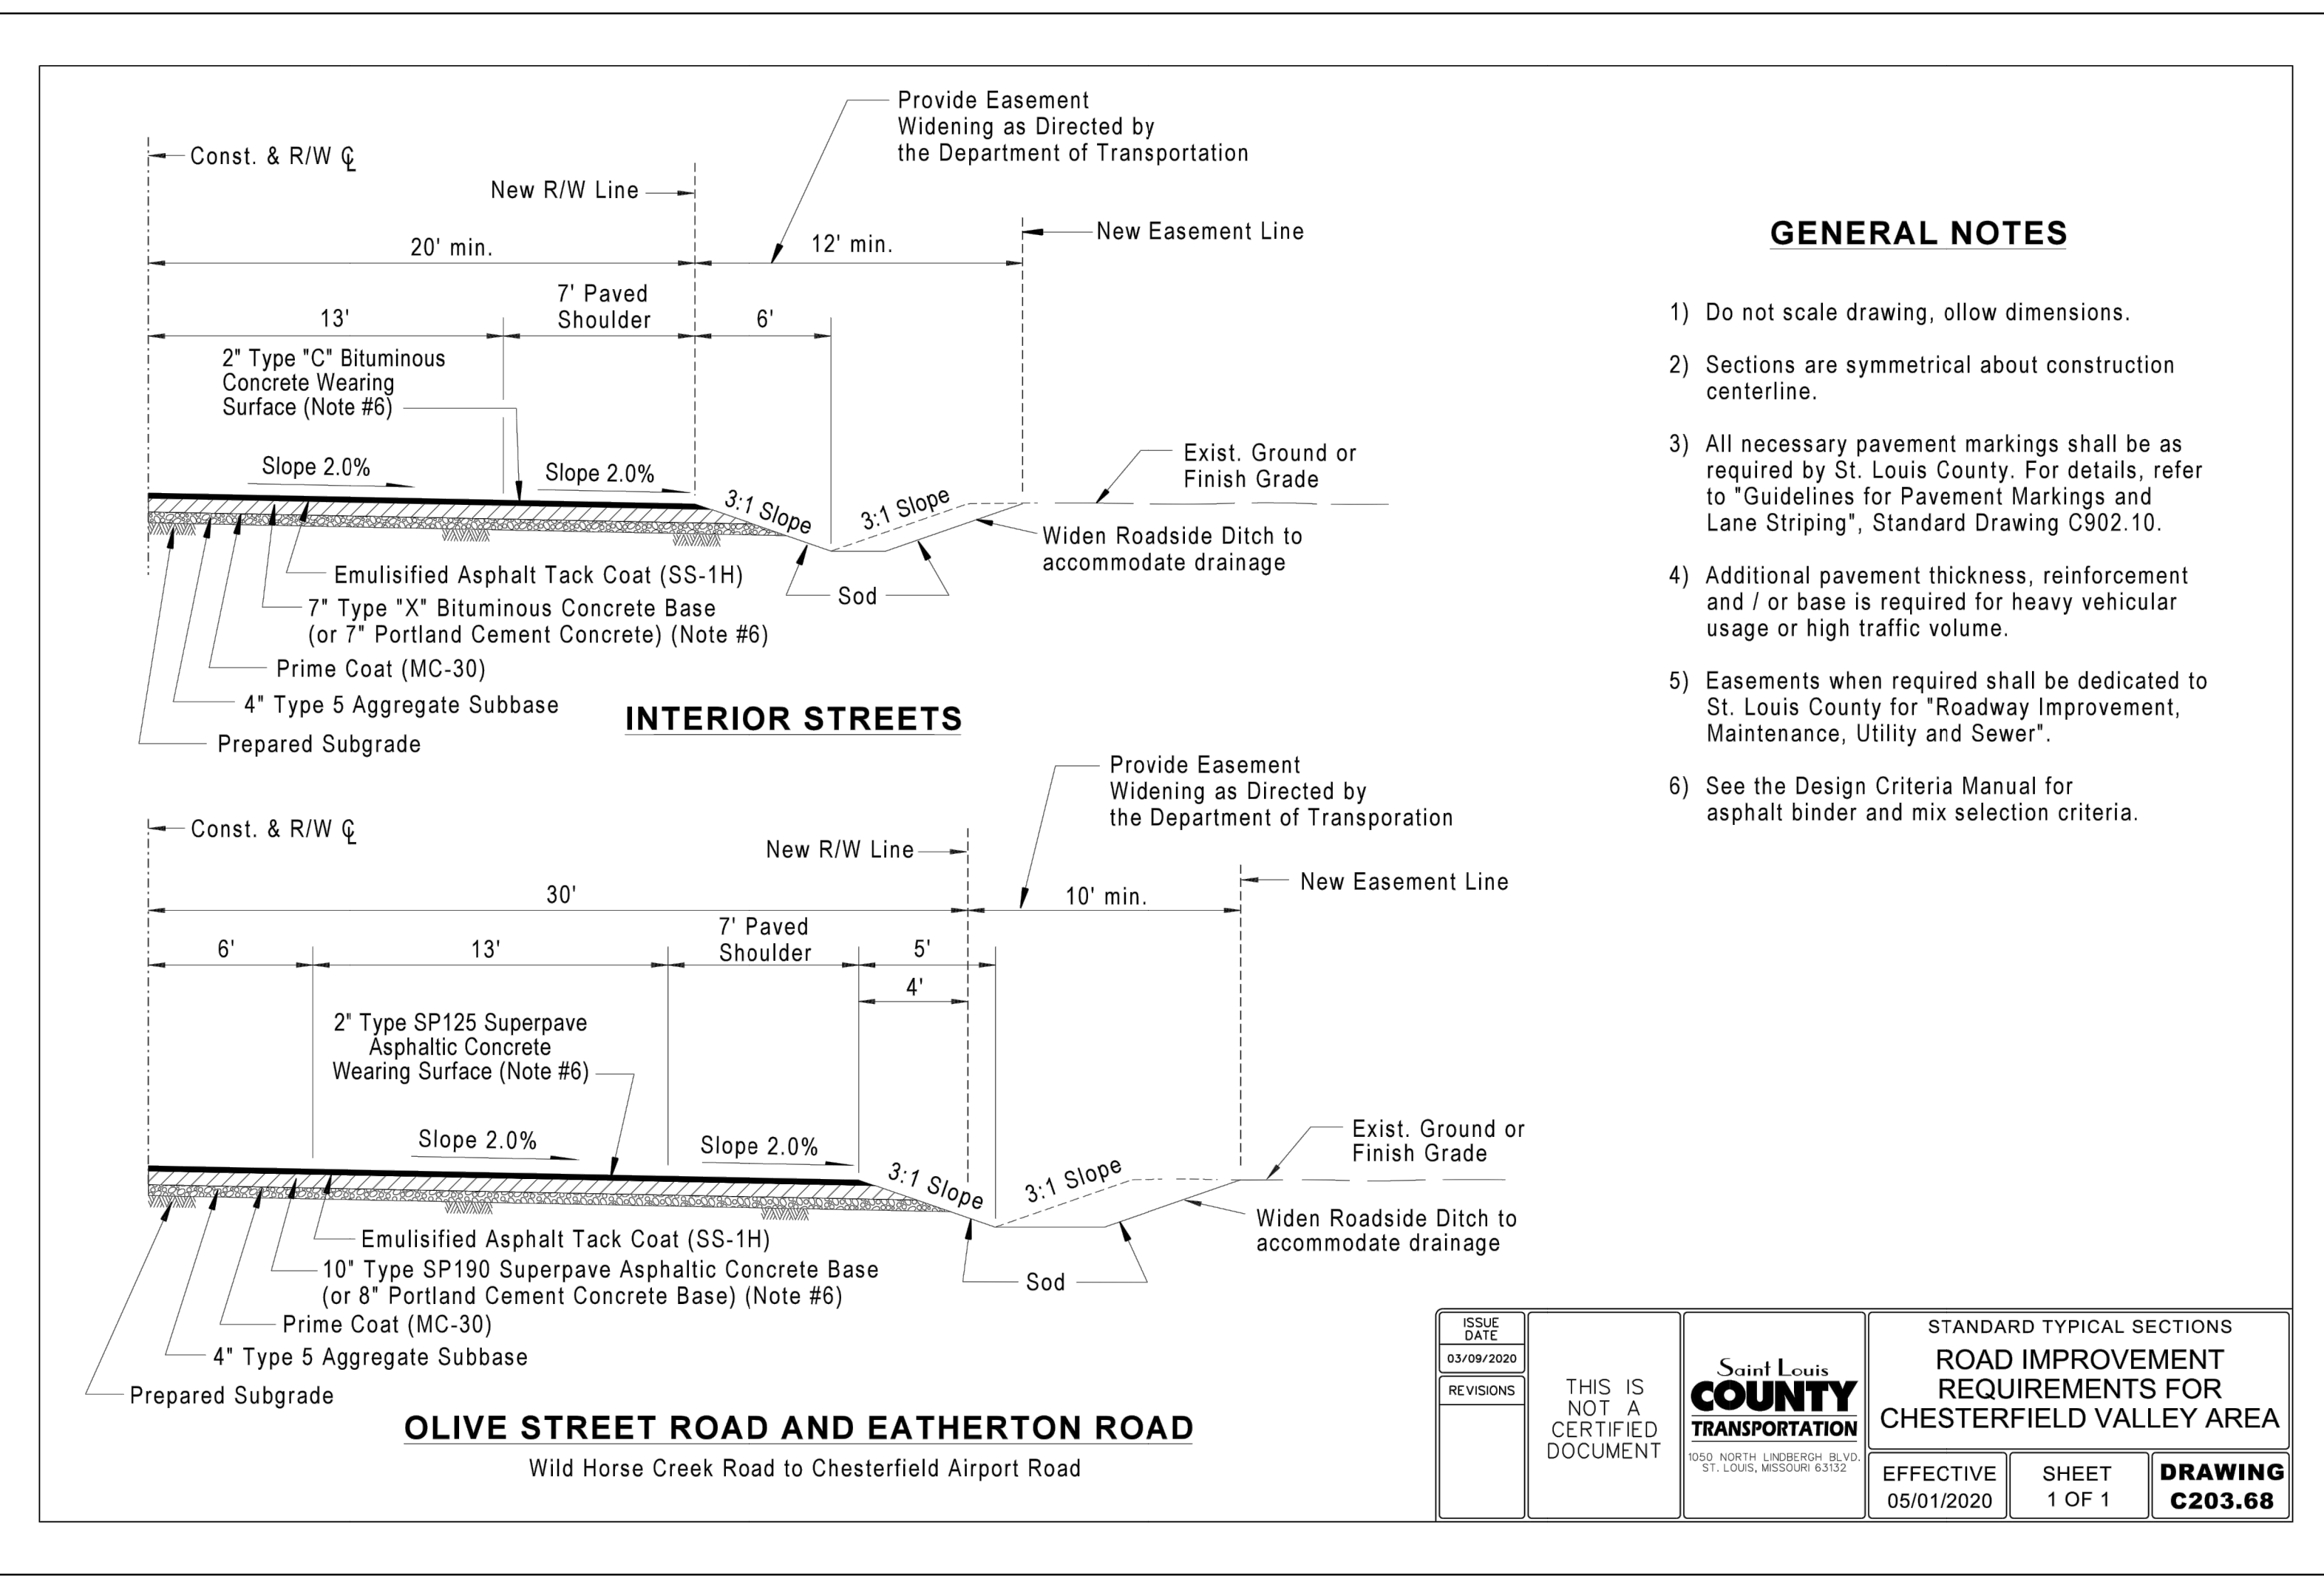 Provide Easement
Widening as Directed by
the Department of Transportation
Const. & R/W ℄
New R/W Line
New Easement Line
20' min.
12' min.
7' Paved
Shoulder
13'
6'
2" Type "C" Bituminous
Concrete Wearing
Surface (Note #6)
Slope 2.0%
Slope 2.0%
3:1 Slope
3:1 Slope
Exist. Ground or
Finish Grade
Widen Roadside Ditch to
accommodate drainage
Sod
Emulisified Asphalt Tack Coat (SS-1H)
7" Type "X" Bituminous Concrete Base
(or 7" Portland Cement Concrete) (Note #6)
Prime Coat (MC-30)
4" Type 5 Aggregate Subbase
Prepared Subgrade
INTERIOR STREETS
Provide Easement
Widening as Directed by
the Department of Transporation
Const. & R/W ℄
New R/W Line
New Easement Line
30'
10' min.
7' Paved
Shoulder
6'
13'
5'
4'
2" Type SP125 Superpave
Asphaltic Concrete
Wearing Surface (Note #6)
Slope 2.0%
Slope 2.0%
3:1 Slope
3:1 Slope
Exist. Ground or
Finish Grade
Widen Roadside Ditch to
accommodate drainage
Sod
Emulisified Asphalt Tack Coat (SS-1H)
10" Type SP190 Superpave Asphaltic Concrete Base
(or 8" Portland Cement Concrete Base) (Note #6)
Prime Coat (MC-30)
4" Type 5 Aggregate Subbase
Prepared Subgrade
OLIVE STREET ROAD AND EATHERTON ROAD
Wild Horse Creek Road to Chesterfield Airport Road
GENERAL NOTES
1) Do not scale drawing, ollow dimensions.
2) Sections are symmetrical about construction
centerline.
3) All necessary pavement markings shall be as
required by St. Louis County. For details, refer
to "Guidelines for Pavement Markings and
Lane Striping", Standard Drawing C902.10.
4) Additional pavement thickness, reinforcement
and / or base is required for heavy vehicular
usage or high traffic volume.
5) Easements when required shall be dedicated to
St. Louis County for "Roadway Improvement,
Maintenance, Utility and Sewer".
6) See the Design Criteria Manual for
asphalt binder and mix selection criteria.
ISSUE
DATE
03/09/2020
REVISIONS
THIS IS
NOT A
CERTIFIED
DOCUMENT
Saint Louis
COUNTY
TRANSPORTATION
1050 NORTH LINDBERGH BLVD.
ST. LOUIS, MISSOURI 63132
STANDARD TYPICAL SECTIONS
ROAD IMPROVEMENT
REQUIREMENTS FOR
CHESTERFIELD VALLEY AREA
EFFECTIVE
05/01/2020
SHEET
1 OF 1
DRAWING
C203.68